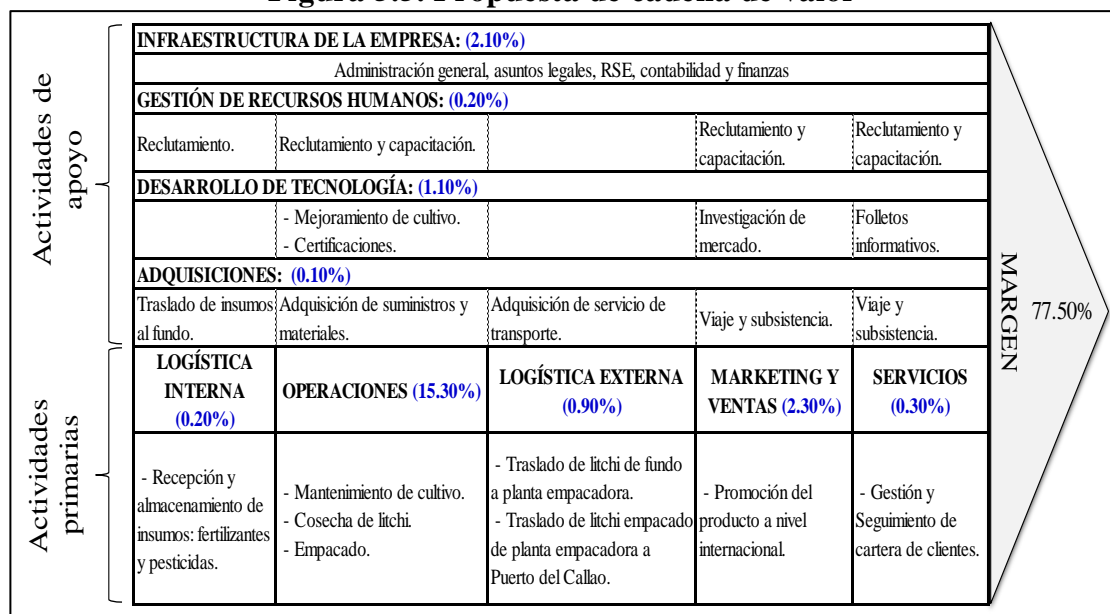 Propuesta de cadena de valor
INFRAESTRUCTURA DE LA EMPRESA: (2.10%)
Administración general, asuntos legales, RSE, contabilidad y finanzas
GESTIÓN DE RECURSOS HUMANOS: (0.20%)
Reclutamiento.
Reclutamiento y capacitación.
Reclutamiento y
capacitación.
Reclutamiento y
capacitación.
DESARROLLO DE TECNOLOGÍA: (1.10%)
- Mejoramiento de cultivo.
- Certificaciones.
Investigación de
mercado.
Folletos
informativos.
ADQUISICIONES: (0.10%)
Traslado de insumos
al fundo.
Adquisición de suministros y
materiales.
Adquisición de servicio de
transporte.
Viaje y subsistencia.
Viaje y
subsistencia.
Actividades de
apoyo
LOGÍSTICA
INTERNA
(0.20%)
OPERACIONES (15.30%)
LOGÍSTICA EXTERNA
(0.90%)
MARKETING Y
VENTAS (2.30%)
SERVICIOS
(0.30%)
- Recepción y
almacenamiento de
insumos: fertilizantes
y pesticidas.
- Mantenimiento de cultivo.
- Cosecha de litchi.
- Empacado.
- Traslado de litchi de fundo
a planta empacadora.
- Traslado de litchi empacado
de planta empacadora a
Puerto del Callao.
- Promoción del
producto a nivel
internacional.
- Gestión y
Seguimiento de
cartera de clientes.
Actividades
primarias
MARGEN
77.50%